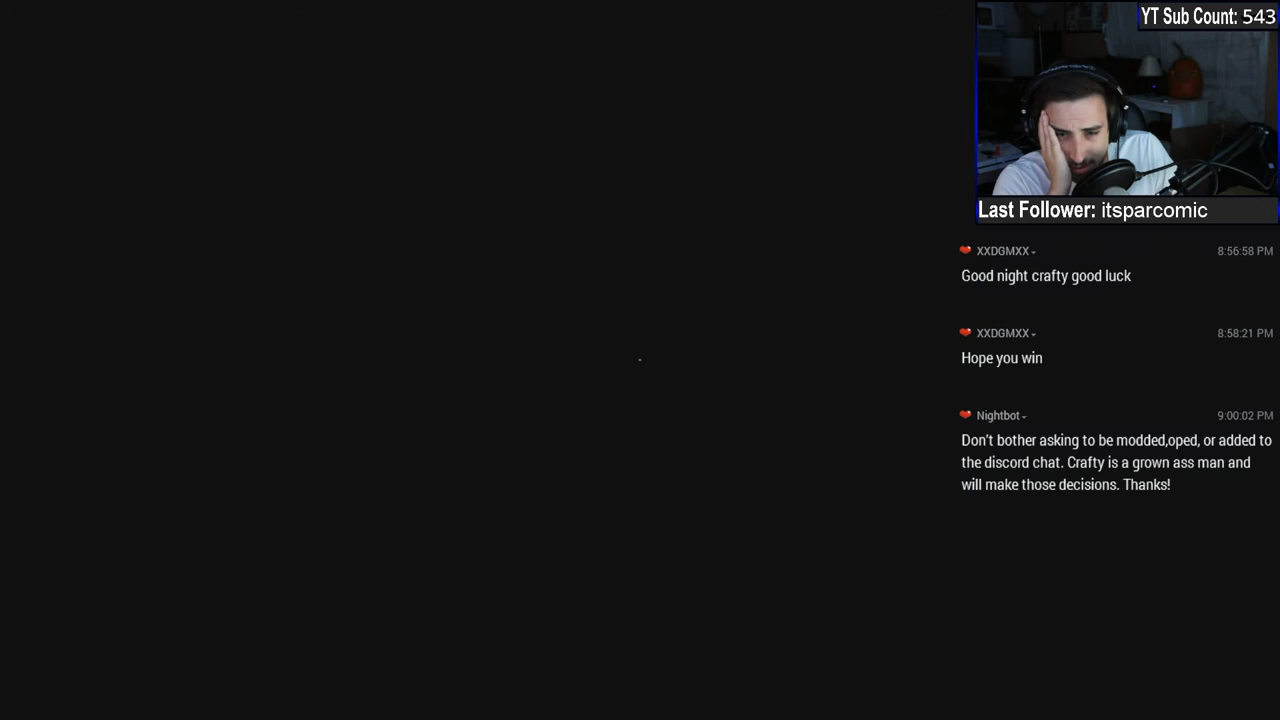 YT Sub Count: 543
Last Follower: itsparcomic
XXDGMXX 8:56:58 PM
Good night crafty good luck
XXDGMXX 8:58:21 PM
Hope you win
Nightbot 9:00:02 PM
Don't bother asking to be modded,oped, or added to
the discord chat. Crafty is a grown ass man and
will make those decisions. Thanks!